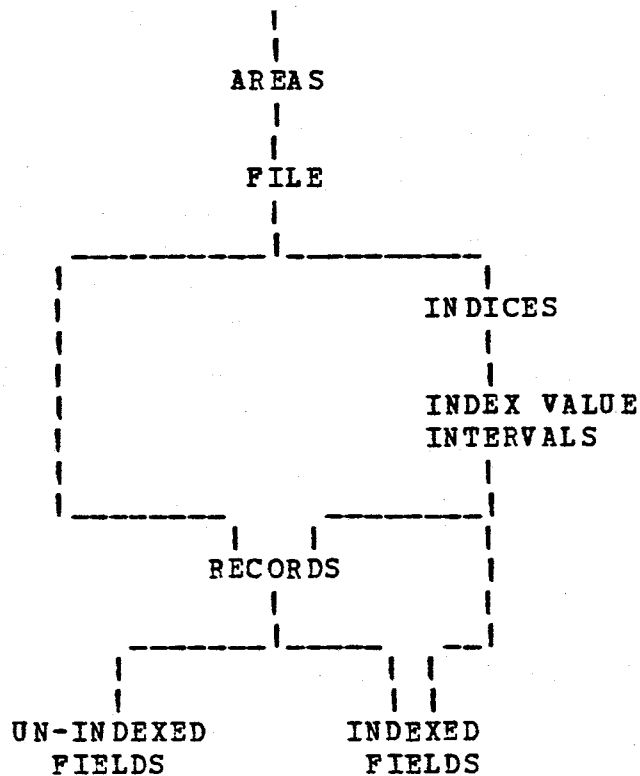 AREAS
FILE
INDICES
INDEX VALUE
INTERVALS
RECORDS
UN-INDEXED
FIELDS
INDEXED
FIELDS